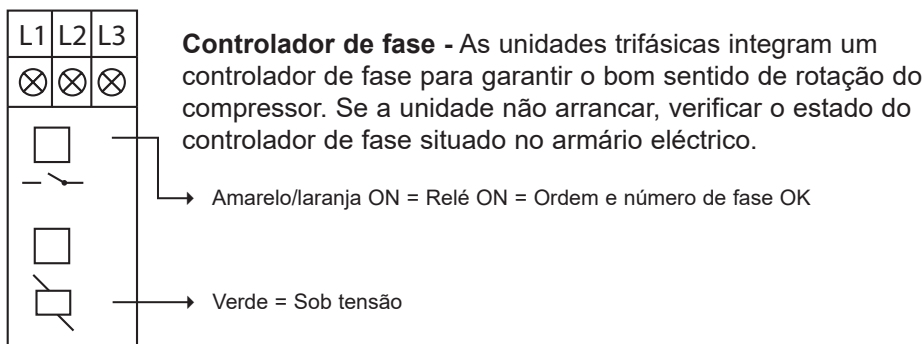 L1 L2 L3
Controlador de fase - As unidades trifásicas integram um
controlador de fase para garantir o bom sentido de rotação do
compressor. Se a unidade não arrancar, verificar o estado do
controlador de fase situado no armário eléctrico.
Amarelo/laranja ON = Relé ON = Ordem e número de fase OK
Verde = Sob tensão